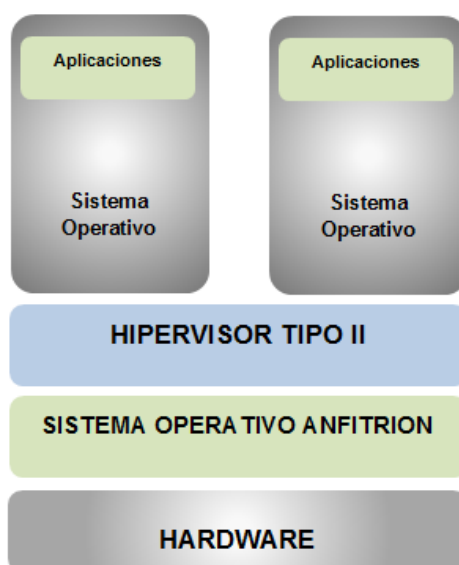 Aplicaciones
Aplicaciones
Sistema
Operativo
Sistema
Operativo
HIPERVISOR TIPO II
SISTEMA OPERATIVO ANFITRION
HARDWARE